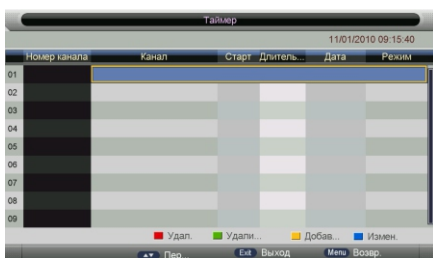 Таймер
11/01/2010 09:15:40
Номер канала Канал Старт Длитель... Дата Режим
01
02
03
04
05
06
07
08
09
Удал. Удали... Добав... Измен.
Пер... Exit Выход Menu Возвр.